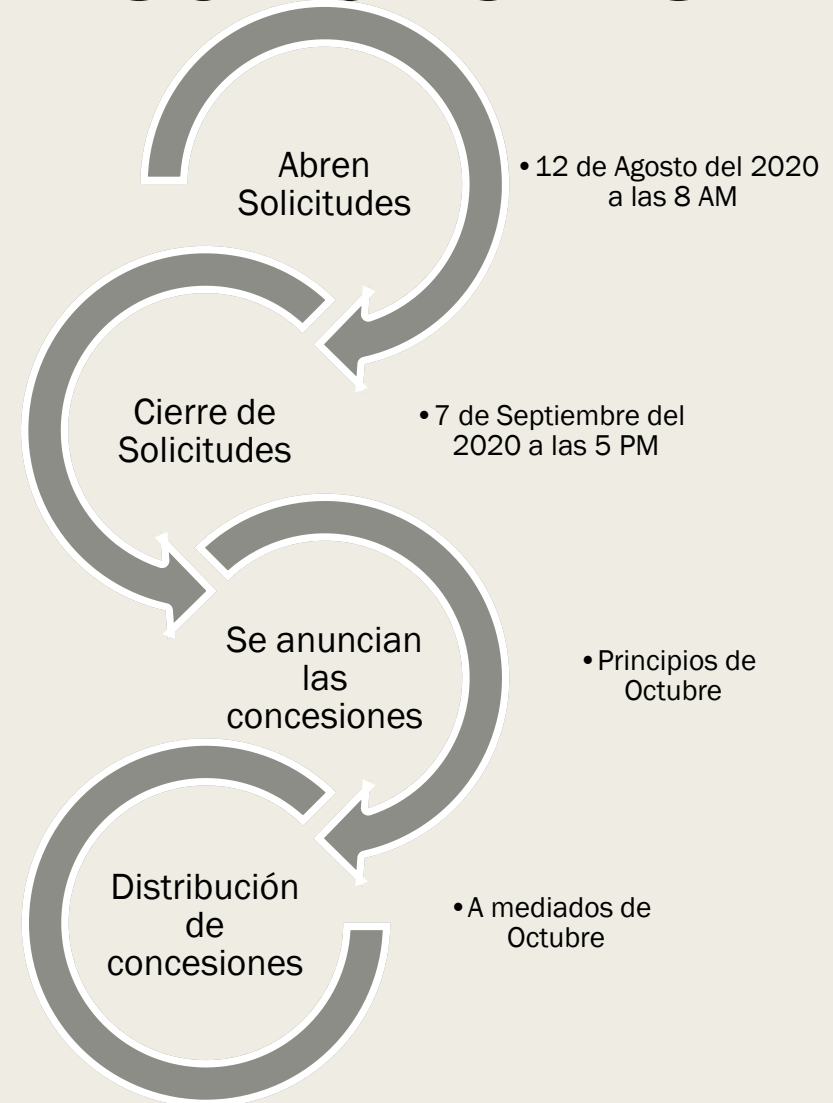 Abren
Solicitudes
•12 de Agosto del 2020
a las 8 AM
Cierre de
Solicitudes
•7 de Septiembre del
2020 a las 5 PM
Se anuncian
las
concesiones
•Principios de
Octubre
Distribución
de
concesiones
•A mediados de
Octubre